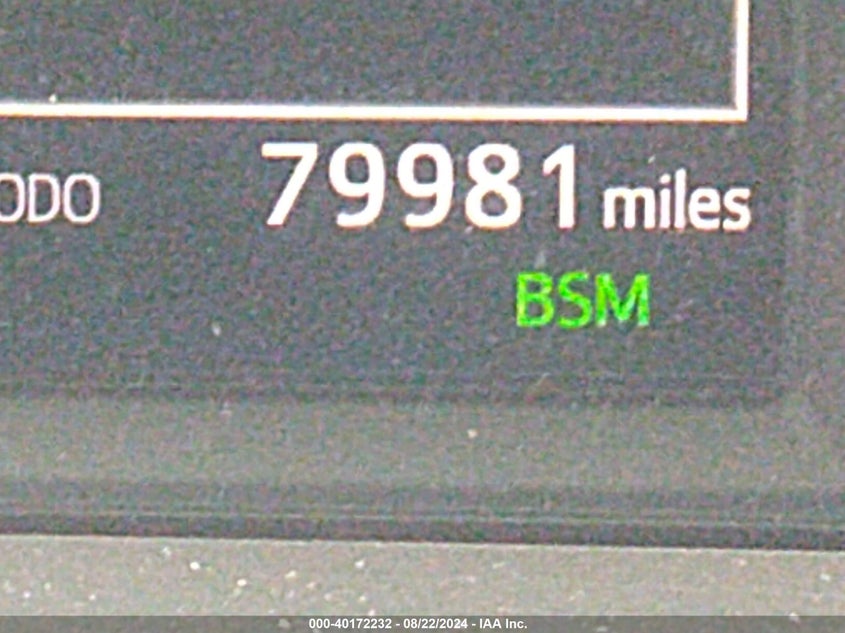 ODO 79981 miles
BSM
000-40172232 - 08/22/2024 - IAA Inc.